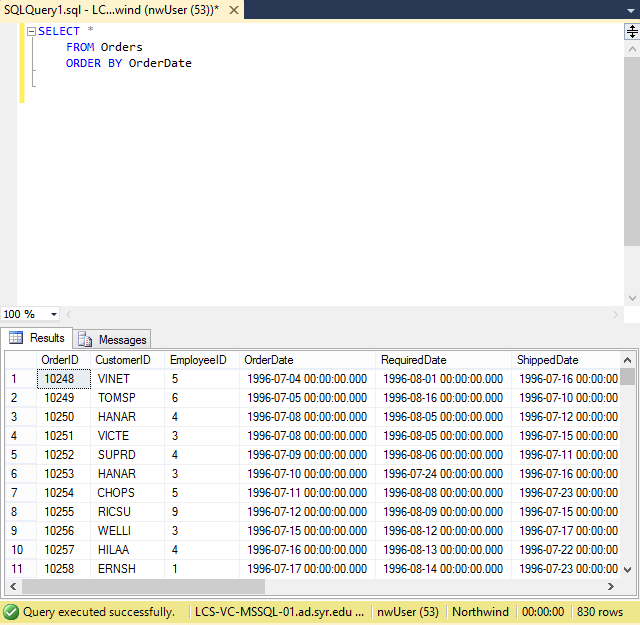 SQLQuery1.sql - LC...wind (nwUser (53))*
SELECT *
FROM Orders
ORDER BY OrderDate
100 %
Results Messages
OrderID CustomerID EmployeeID OrderDate RequiredDate ShippedDate
1 10248 VINET 5 1996-07-04 00:00:00.000 1996-08-01 00:00:00.000 1996-07-16 00:00:00
2 10249 TOMSP 6 1996-07-05 00:00:00.000 1996-08-16 00:00:00.000 1996-07-10 00:00:00
3 10250 HANAR 4 1996-07-08 00:00:00.000 1996-08-05 00:00:00.000 1996-07-12 00:00:00
4 10251 VICTE 3 1996-07-08 00:00:00.000 1996-08-05 00:00:00.000 1996-07-15 00:00:00
5 10252 SUPRD 4 1996-07-09 00:00:00.000 1996-08-06 00:00:00.000 1996-07-11 00:00:00
6 10253 HANAR 3 1996-07-10 00:00:00.000 1996-07-24 00:00:00.000 1996-07-16 00:00:00
7 10254 CHOPS 5 1996-07-11 00:00:00.000 1996-08-08 00:00:00.000 1996-07-23 00:00:00
8 10255 RICSU 9 1996-07-12 00:00:00.000 1996-08-09 00:00:00.000 1996-07-15 00:00:00
9 10256 WELLI 3 1996-07-15 00:00:00.000 1996-08-12 00:00:00.000 1996-07-17 00:00:00
10 10257 HILAA 4 1996-07-16 00:00:00.000 1996-08-13 00:00:00.000 1996-07-22 00:00:00
11 10258 ERNSH 1 1996-07-17 00:00:00.000 1996-08-14 00:00:00.000 1996-07-23 00:00:00
Query executed successfully. LCS-VC-MSSQL-01.ad.syr.edu ... nwUser (53) Northwind 00:00:00 830 rows